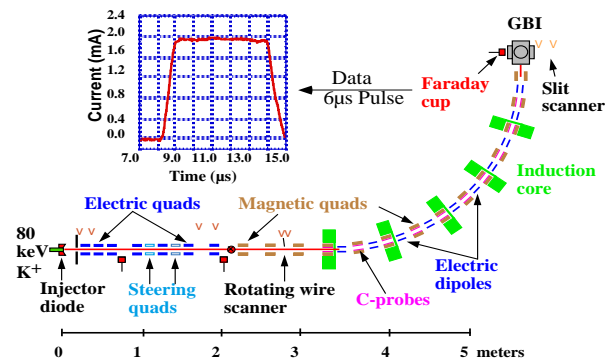 2.4
2.0
1.6
1.2
0.8
0.4
0.0
Current (mA)
7.0 9.0 11.0 13.0 15.0
Time (μs)
Data
6μs Pulse
GBI
Faraday
cup
Slit
scanner
Induction
core
Electric quads
Magnetic quads
80
keV
K+
Injector
diode
Steering
quads
Rotating wire
scanner
C-probes
Electric
dipoles
0 1 2 3 4 5 meters